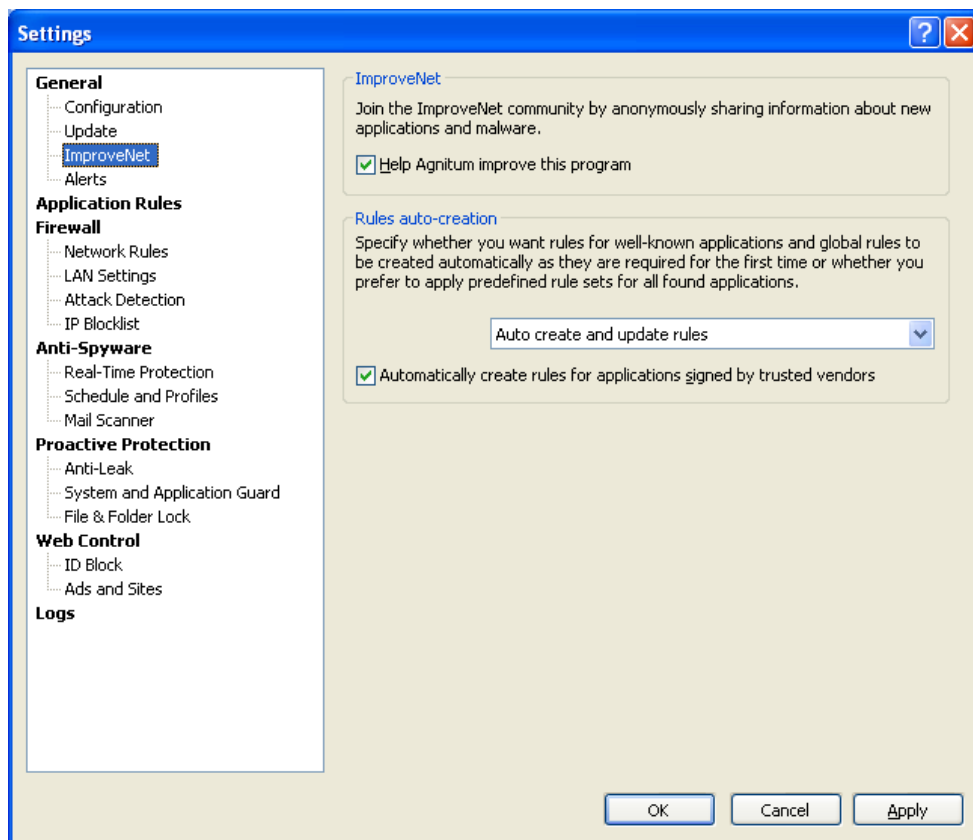 Settings
General
Configuration
Update
ImproveNet
Alerts
Application Rules
Firewall
Network Rules
LAN Settings
Attack Detection
IP Blocklist
Anti-Spyware
Real-Time Protection
Schedule and Profiles
Mail Scanner
Proactive Protection
Anti-Leak
System and Application Guard
File & Folder Lock
Web Control
ID Block
Ads and Sites
Logs
ImproveNet
Join the ImproveNet community by anonymously sharing information about new
applications and malware.
Help Agnitum improve this program
Rules auto-creation
Specify whether you want rules for well-known applications and global rules to
be created automatically as they are required for the first time or whether you
prefer to apply predefined rule sets for all found applications.
Auto create and update rules
Automatically create rules for applications signed by trusted vendors
OK
Cancel
Apply